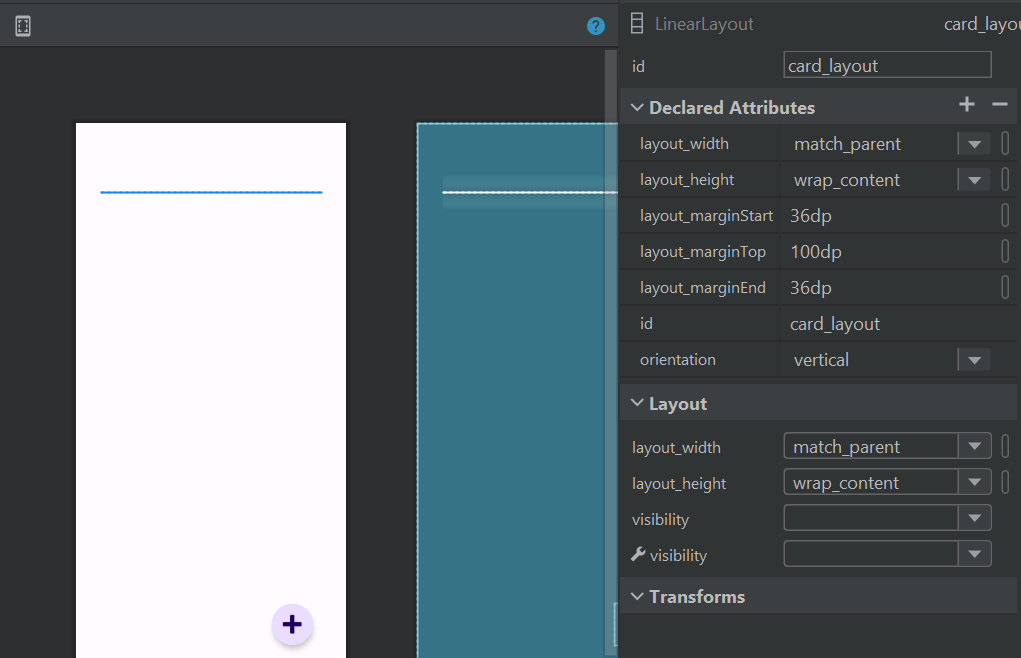 ?
LinearLayout card_layou
id card_layout
Declared Attributes
layout_width match_parent
layout_height wrap_content
layout_marginStart 36dp
layout_marginTop 100dp
layout_marginEnd 36dp
id card_layout
orientation vertical
Layout
layout_width match_parent
layout_height wrap_content
visibility
visibility
Transforms